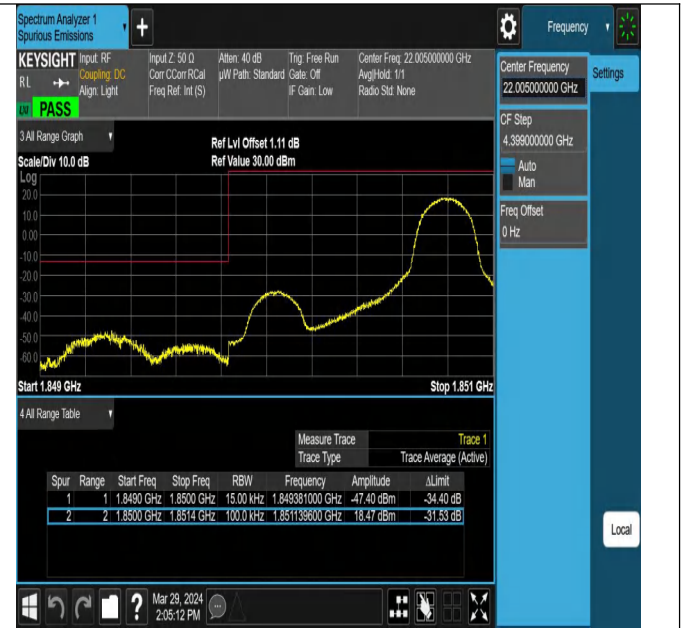 Spectrum Analyzer 1
Spurious Emissions
Frequency
KEYSIGHT Input: RF Input Z: 50 Ω Atten: 40 dB Trig: Free Run Center Freq: 22.005000000 GHz
RL Coupling: DC Corr CCorr RCal µW Path: Standard Gate: Off Avg|Hold: 1/1
Align: Light Freq Ref: Int (S) IF Gain: Low Radio Std: None
PASS
Center Frequency
22.005000000 GHz
Settings
CF Step
4.399000000 GHz
Auto
Man
Freq Offset
0 Hz
3 All Range Graph
Ref Lvl Offset 1.11 dB
Scale/Div 10.0 dB Ref Value 30.00 dBm
Log
20.0
10.0
0.00
-10.0
-20.0
-30.0
-40.0
-50.0
-60.0
Start 1.849 GHz Stop 1.851 GHz
4 All Range Table
Measure Trace Trace 1
Trace Type Trace Average (Active)
Spur Range Start Freq Stop Freq RBW Frequency Amplitude ΔLimit
1 1 1.8490 GHz 1.8500 GHz 15.00 kHz 1.849381000 GHz -47.40 dBm -34.40 dB
2 2 1.8500 GHz 1.8514 GHz 100.0 kHz 1.851139600 GHz 18.47 dBm -31.53 dB
Local
? Mar 29, 2024
2:05:12 PM